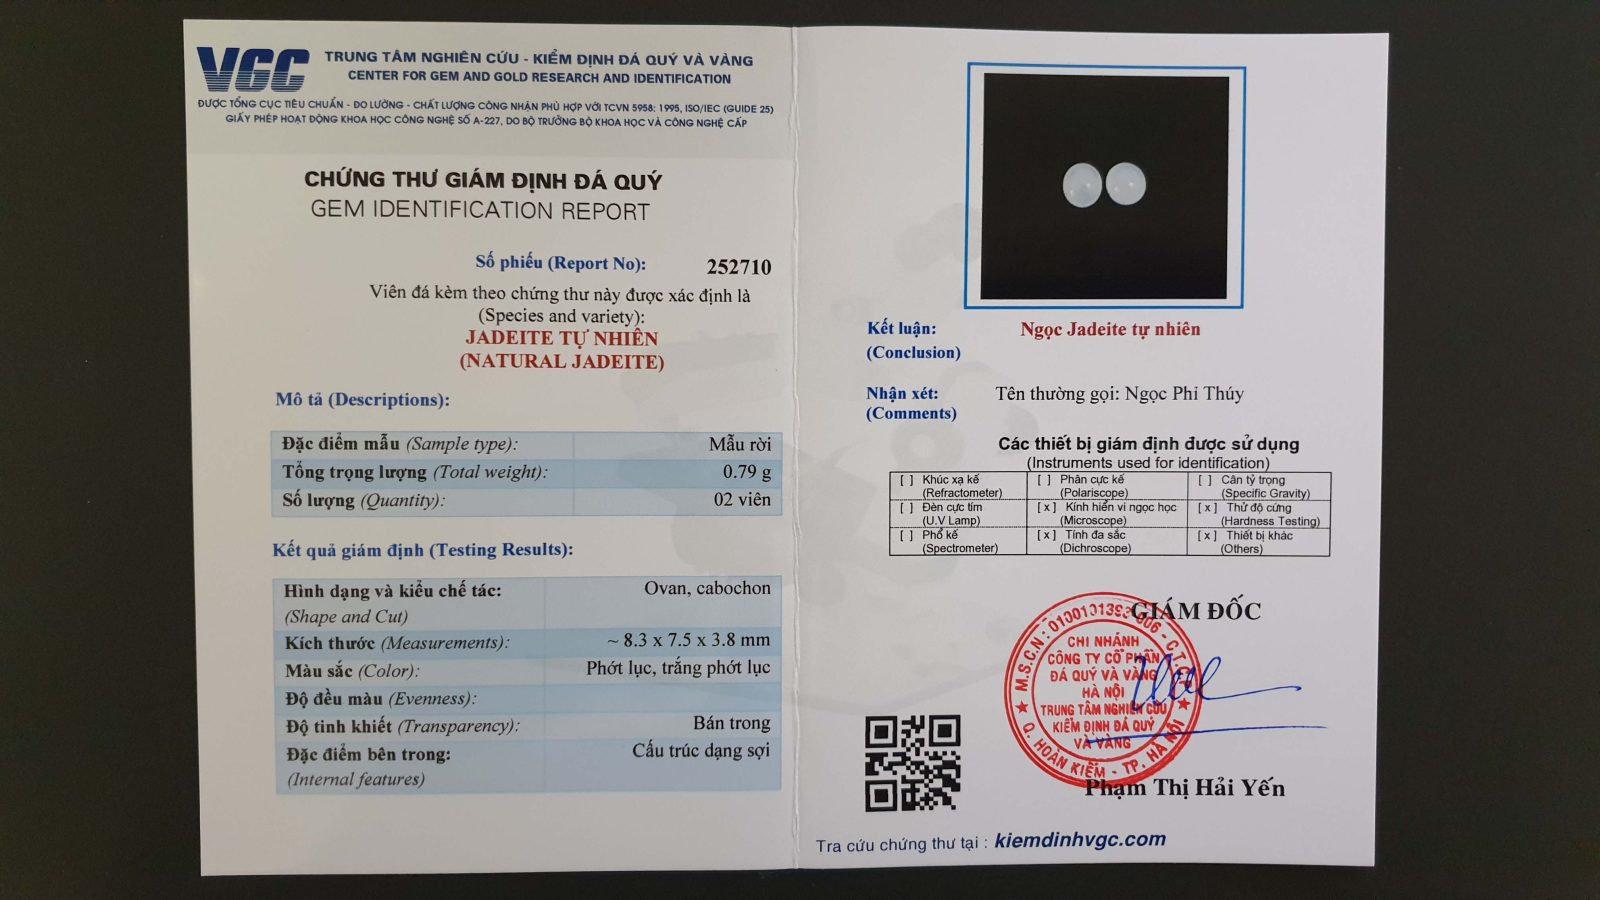 VGC
TRUNG TÂM NGHIÊN CỨU - KIỂM ĐỊNH ĐÁ QUÝ VÀ VÀNG
CENTER FOR GEM AND GOLD RESEARCH AND IDENTIFICATION
ĐƯỢC TỔNG CỤC TIÊU CHUẨN - ĐO LƯỜNG - CHẤT LƯỢNG CÔNG NHẬN PHÙ HỢP VỚI TCVN 5958: 1995, ISO/IEC (GUIDE 25)
GIẤY PHÉP HOẠT ĐỘNG KHOA HỌC CÔNG NGHỆ SỐ A-227, DO BỘ TRƯỞNG BỘ KHOA HỌC VÀ CÔNG NGHỆ CẤP
CHỨNG THƯ GIÁM ĐỊNH ĐÁ QUÝ
GEM IDENTIFICATION REPORT
Số phiếu (Report No): 252710
Viên đá kèm theo chứng thư này được xác định là
(Species and variety):
JADEITE TỰ NHIÊN
(NATURAL JADEITE)
Mô tả (Descriptions):
Đặc điểm mẫu (Sample type): Mẫu rời
Tổng trọng lượng (Total weight): 0.79 g
Số lượng (Quantity): 02 viên
Kết quả giám định (Testing Results):
Hình dạng và kiểu chế tác: Ovan, cabochon
(Shape and Cut)
Kích thước (Measurements): ~ 8.3 x 7.5 x 3.8 mm
Màu sắc (Color): Phớt lục, trắng phớt lục
Độ đều màu (Evenness):
Độ tinh khiết (Transparency): Bán trong
Đặc điểm bên trong: Cấu trúc dạng sợi
(Internal features)
Kết luận: Ngọc Jadeite tự nhiên
(Conclusion)
Nhận xét: Tên thường gọi: Ngọc Phỉ Thúy
(Comments)
Các thiết bị giám định được sử dụng
(Instruments used for identification)
[ ] Khúc xạ kế [ ] Phân cực kế [ ] Cân tỷ trọng
(Refractometer) (Polariscope) (Specific Gravity)
[ ] Đèn cực tím [x] Kính hiển vi ngọc học [x] Thử độ cứng
(U.V Lamp) (Microscope) (Hardness Testing)
[ ] Phổ kế [x] Tính đa sắc [x] Thiết bị khác
(Spectrometer) (Dichroscope) (Others)
GIÁM ĐỐC
M.S.C.N: 0100101393 006 - C.T.C.P
CHI NHÁNH
CÔNG TY CỔ PHẦN
ĐÁ QUÝ VÀ VÀNG
HÀ NỘI
TRUNG TÂM NGHIÊN CỨU
KIỂM ĐỊNH ĐÁ QUÝ
VÀ VÀNG
Q. HOÀN KIẾM - TP. HÀ NỘI
Phạm Thị Hải Yến
Tra cứu chứng thư tại : kiemdinhvgc.com